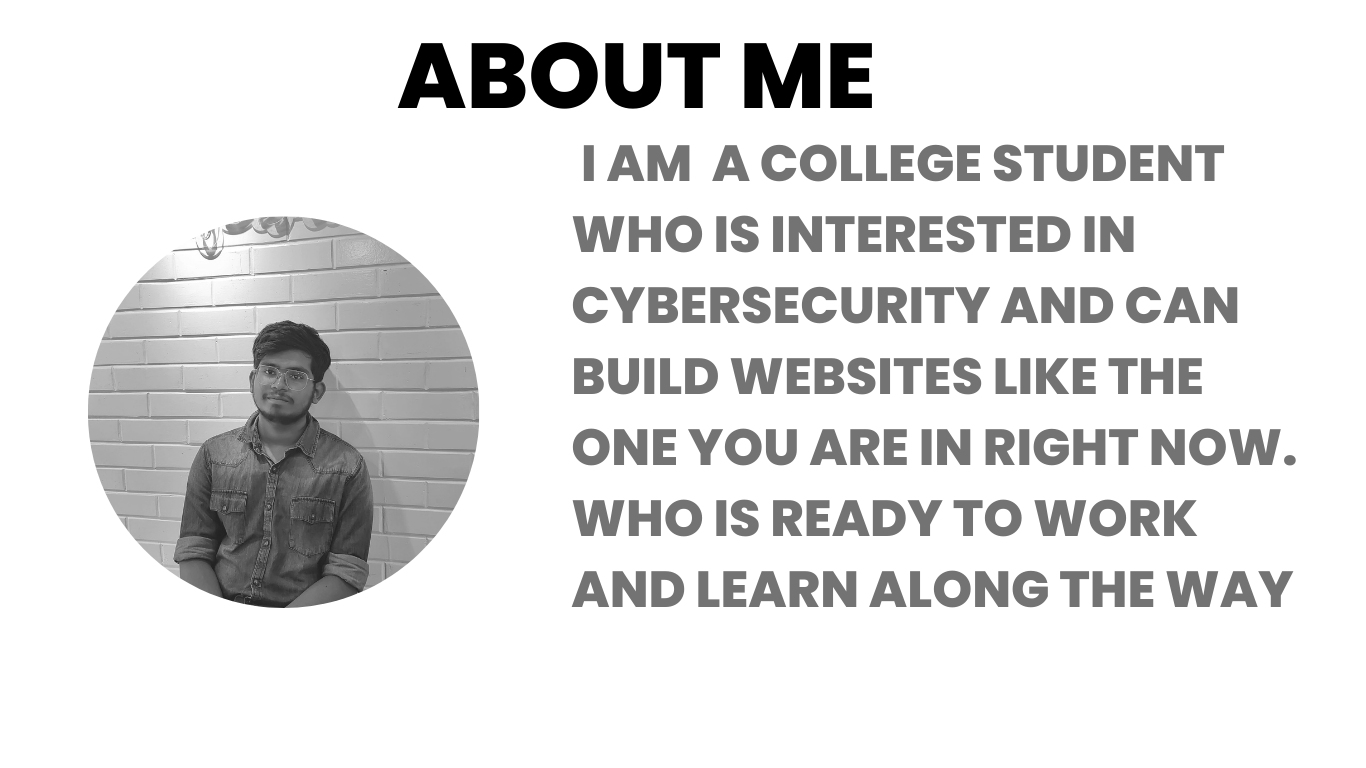 ABOUT ME
I AM  A COLLEGE STUDENT
WHO IS INTERESTED IN
CYBERSECURITY AND CAN
BUILD WEBSITES LIKE THE
ONE YOU ARE IN RIGHT NOW.
WHO IS READY TO WORK
AND LEARN ALONG THE WAY